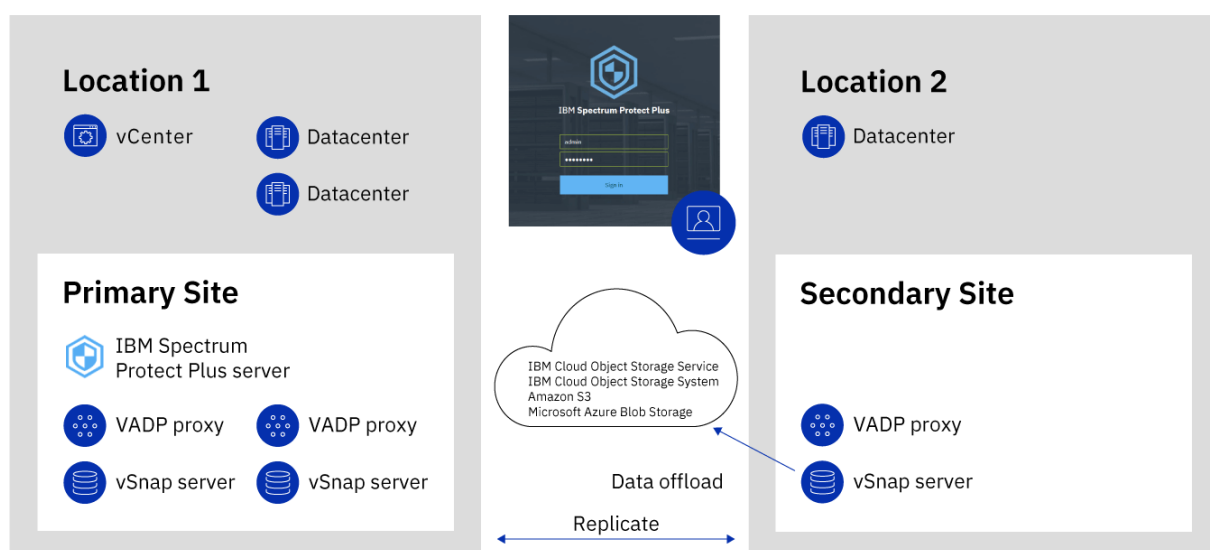 Location 1
vCenter
Datacenter
Datacenter
Primary Site
IBM Spectrum
Protect Plus server
VADP proxy
VADP proxy
vSnap server
vSnap server
IBM Spectrum Protect Plus
admin
••••••••
Sign In
IBM Cloud Object Storage Service
IBM Cloud Object Storage System
Amazon S3
Microsoft Azure Blob Storage
Data offload
Replicate
Location 2
Datacenter
Secondary Site
VADP proxy
vSnap server